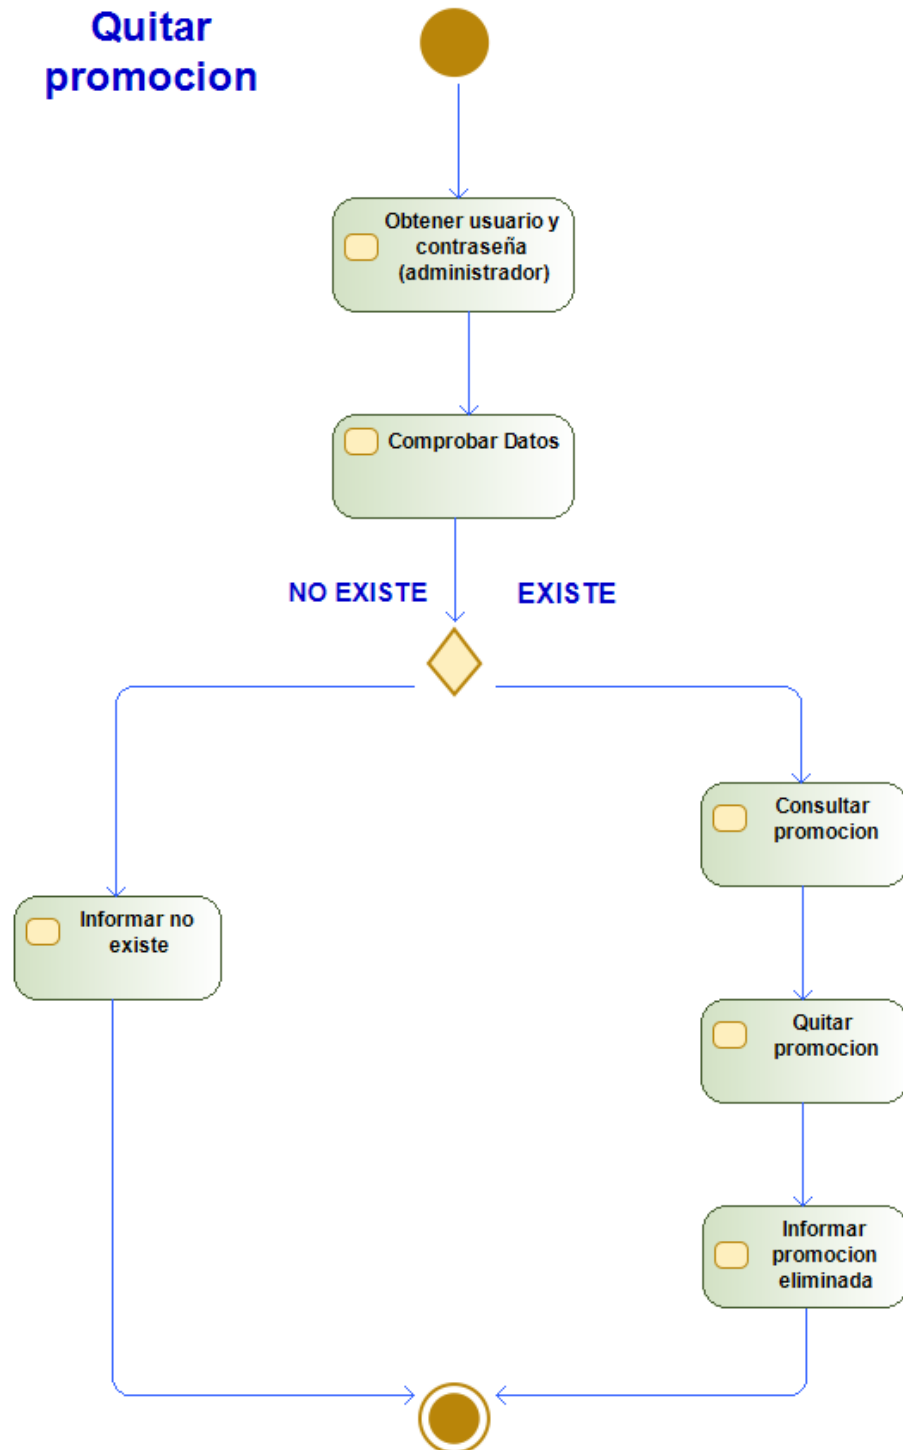 Quitar
promocion
Obtener usuario y
contraseña
(administrador)
Comprobar Datos
NO EXISTE
EXISTE
Consultar
promocion
Informar no
existe
Quitar
promocion
Informar
promocion
eliminada